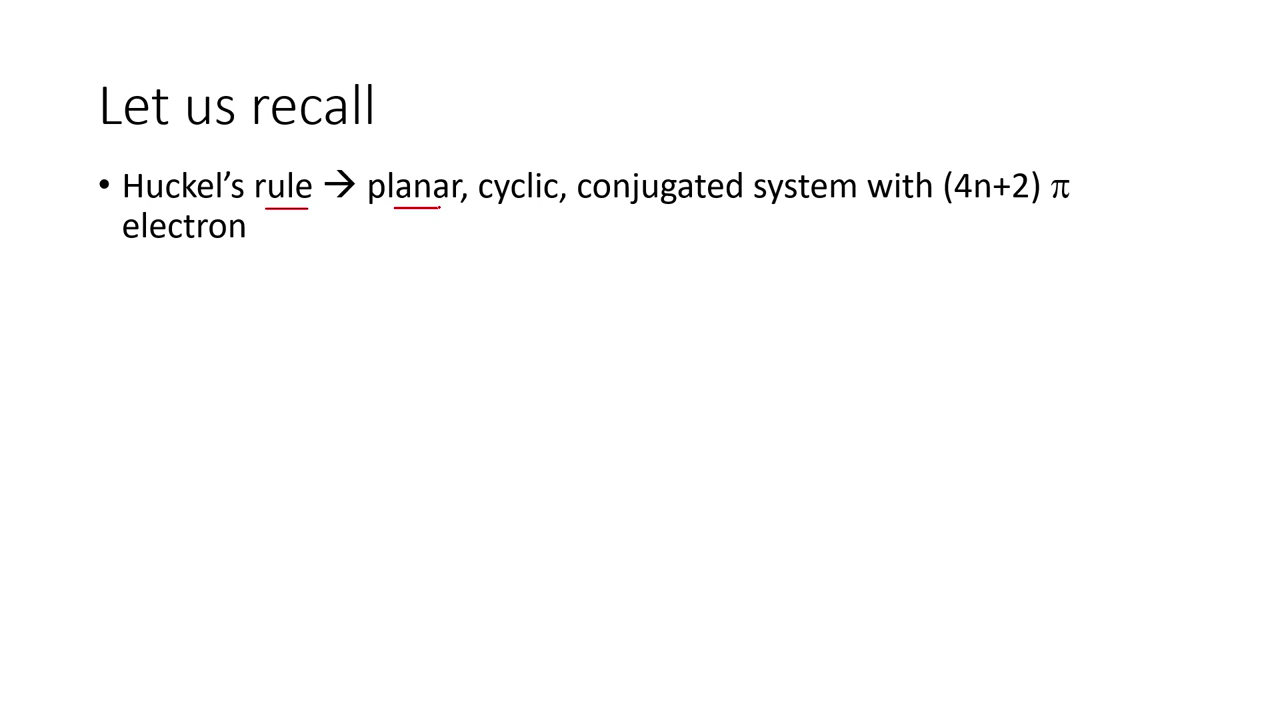 Let us recall
• Huckel’s rule → planar, cyclic, conjugated system with (4n+2) π
electron